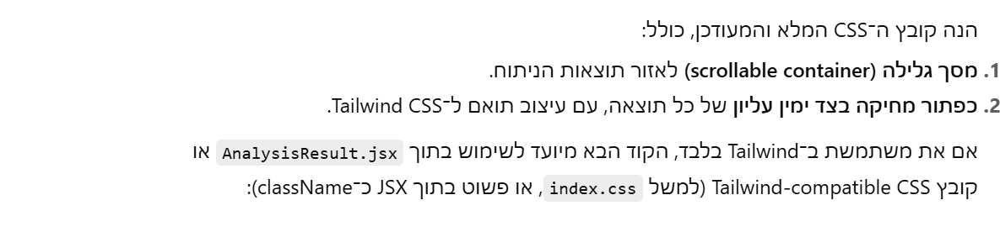 הנה קובץ ה־CSS המלא והמעודכן, כולל:
1. מסך גלילה (scrollable container) לאזור תוצאות הניתוח.
2. כפתור מחיקה בצד ימין עליון של כל תוצאה, עם עיצוב תואם ל־Tailwind CSS.
אם את משתמשת ב־Tailwind בלבד, הקוד הבא מיועד לשימוש בתוך AnalysisResult.jsx או
קובץ Tailwind-compatible CSS (למשל index.css, או פשוט בתוך JSX כ־className):